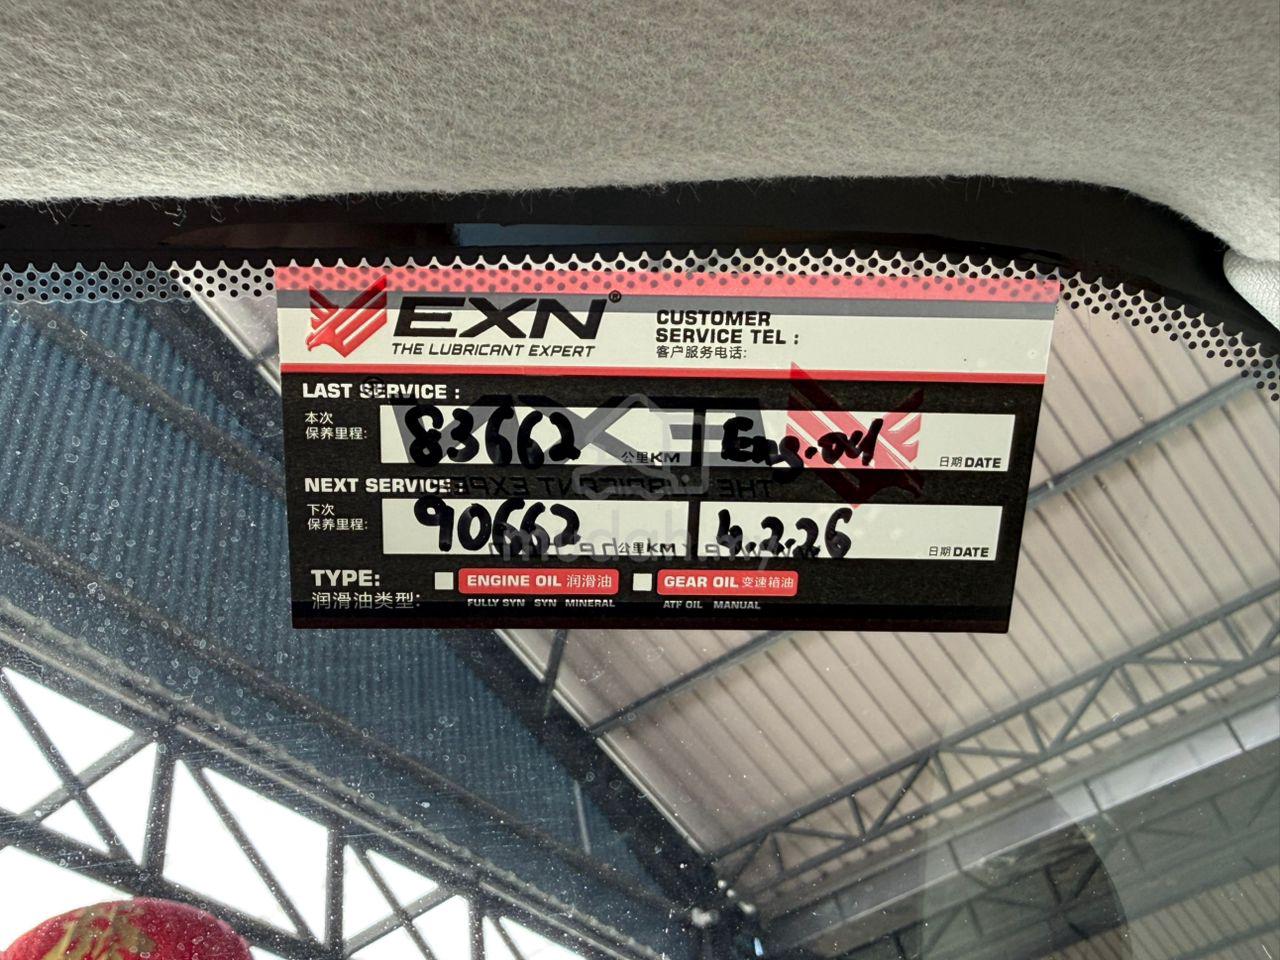 EXN®
THE LUBRICANT EXPERT
CUSTOMER
SERVICE TEL :
客户服务电话:
LAST SERVICE :
本次
保养里程:
83662 公里KM
Eng.oil 日期 DATE
NEXT SERVICE :
下次
保养里程:
90662 公里KM
4.2.26 日期 DATE
mudah.my
TYPE:
润滑油类型:
ENGINE OIL 润滑油
FULLY SYN SYN MINERAL
GEAR OIL 变速箱油
ATF OIL MANUAL